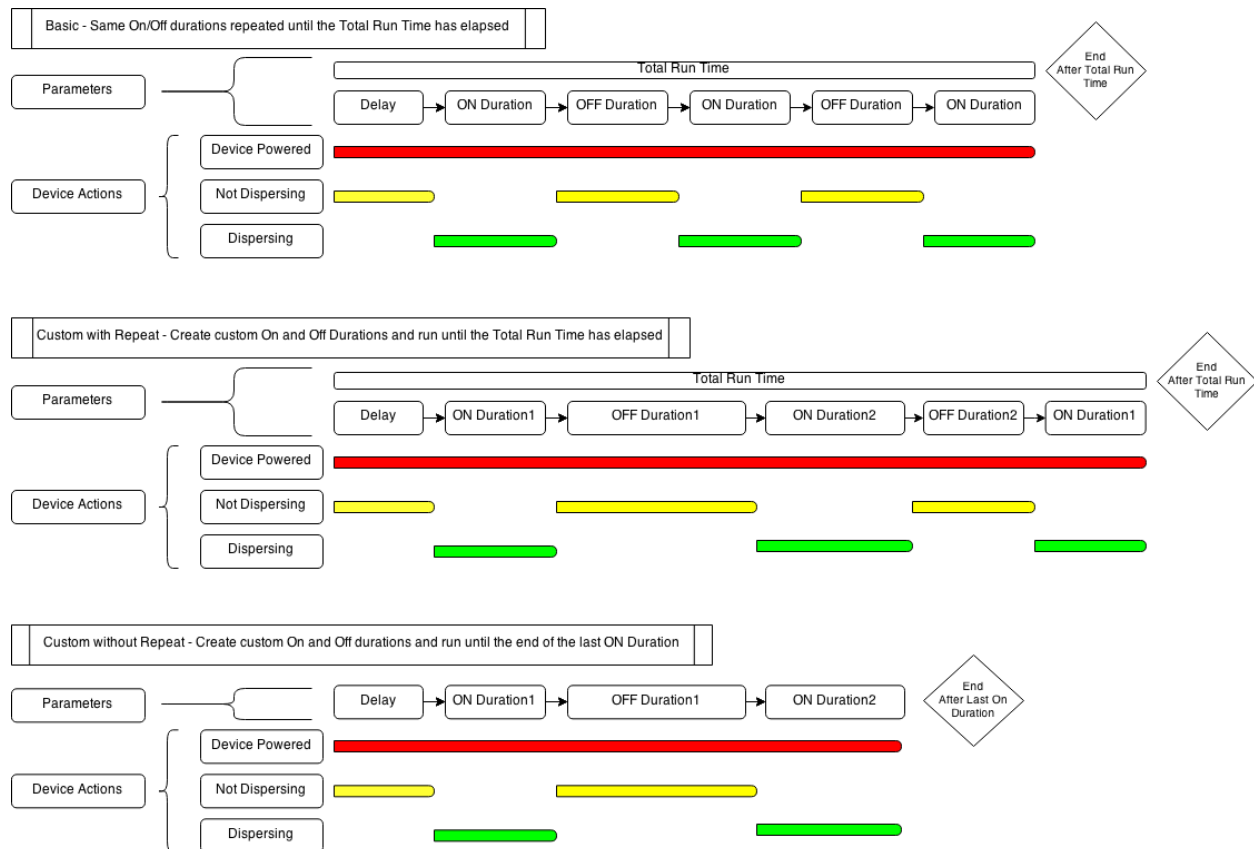 Basic - Same On/Off durations repeated until the Total Run Time has elapsed
End
After Total Run
Time
Total Run Time
Parameters
Delay
ON Duration
OFF Duration
ON Duration
OFF Duration
ON Duration
Device Powered
Device Actions
Not Dispersing
Dispersing
Custom with Repeat - Create custom On and Off Durations and run until the Total Run Time has elapsed
End
After Total Run
Time
Total Run Time
Parameters
Delay
ON Duration1
OFF Duration1
ON Duration2
OFF Duration2
ON Duration1
Device Powered
Device Actions
Not Dispersing
Dispersing
Custom without Repeat - Create custom On and Off durations and run until the end of the last ON Duration
End
After Last On
Duration
Parameters
Delay
ON Duration1
OFF Duration1
ON Duration2
Device Powered
Device Actions
Not Dispersing
Dispersing